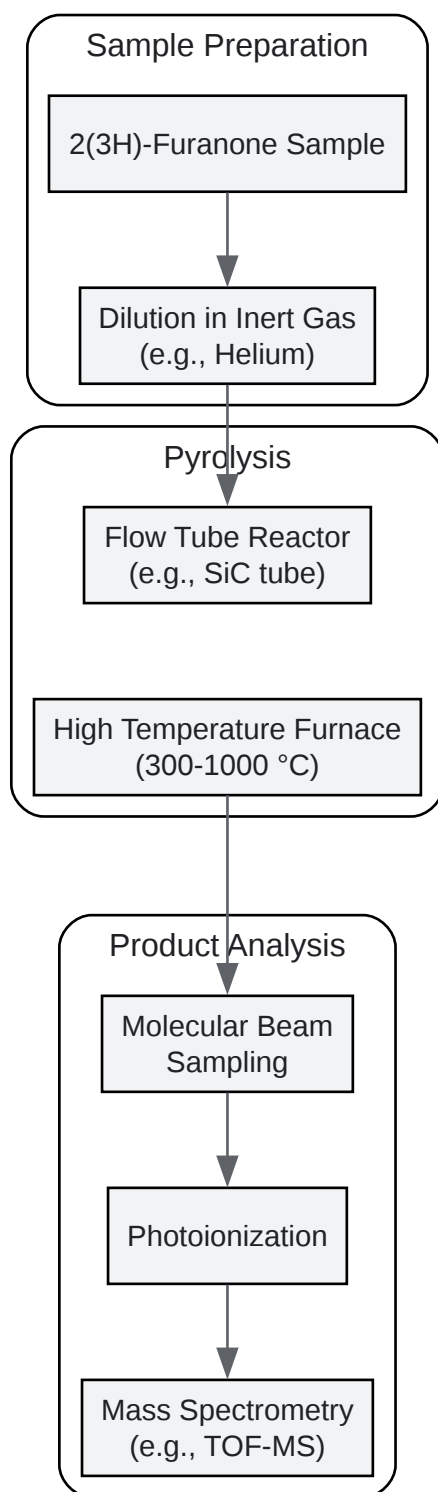 Sample Preparation
2(3H)-Furanone Sample
Dilution in Inert Gas
(e.g., Helium)
Pyrolysis
Flow Tube Reactor
(e.g., SiC tube)
High Temperature Furnace
(300-1000 °C)
Product Analysis
Molecular Beam
Sampling
Photoionization
Mass Spectrometry
(e.g., TOF-MS)